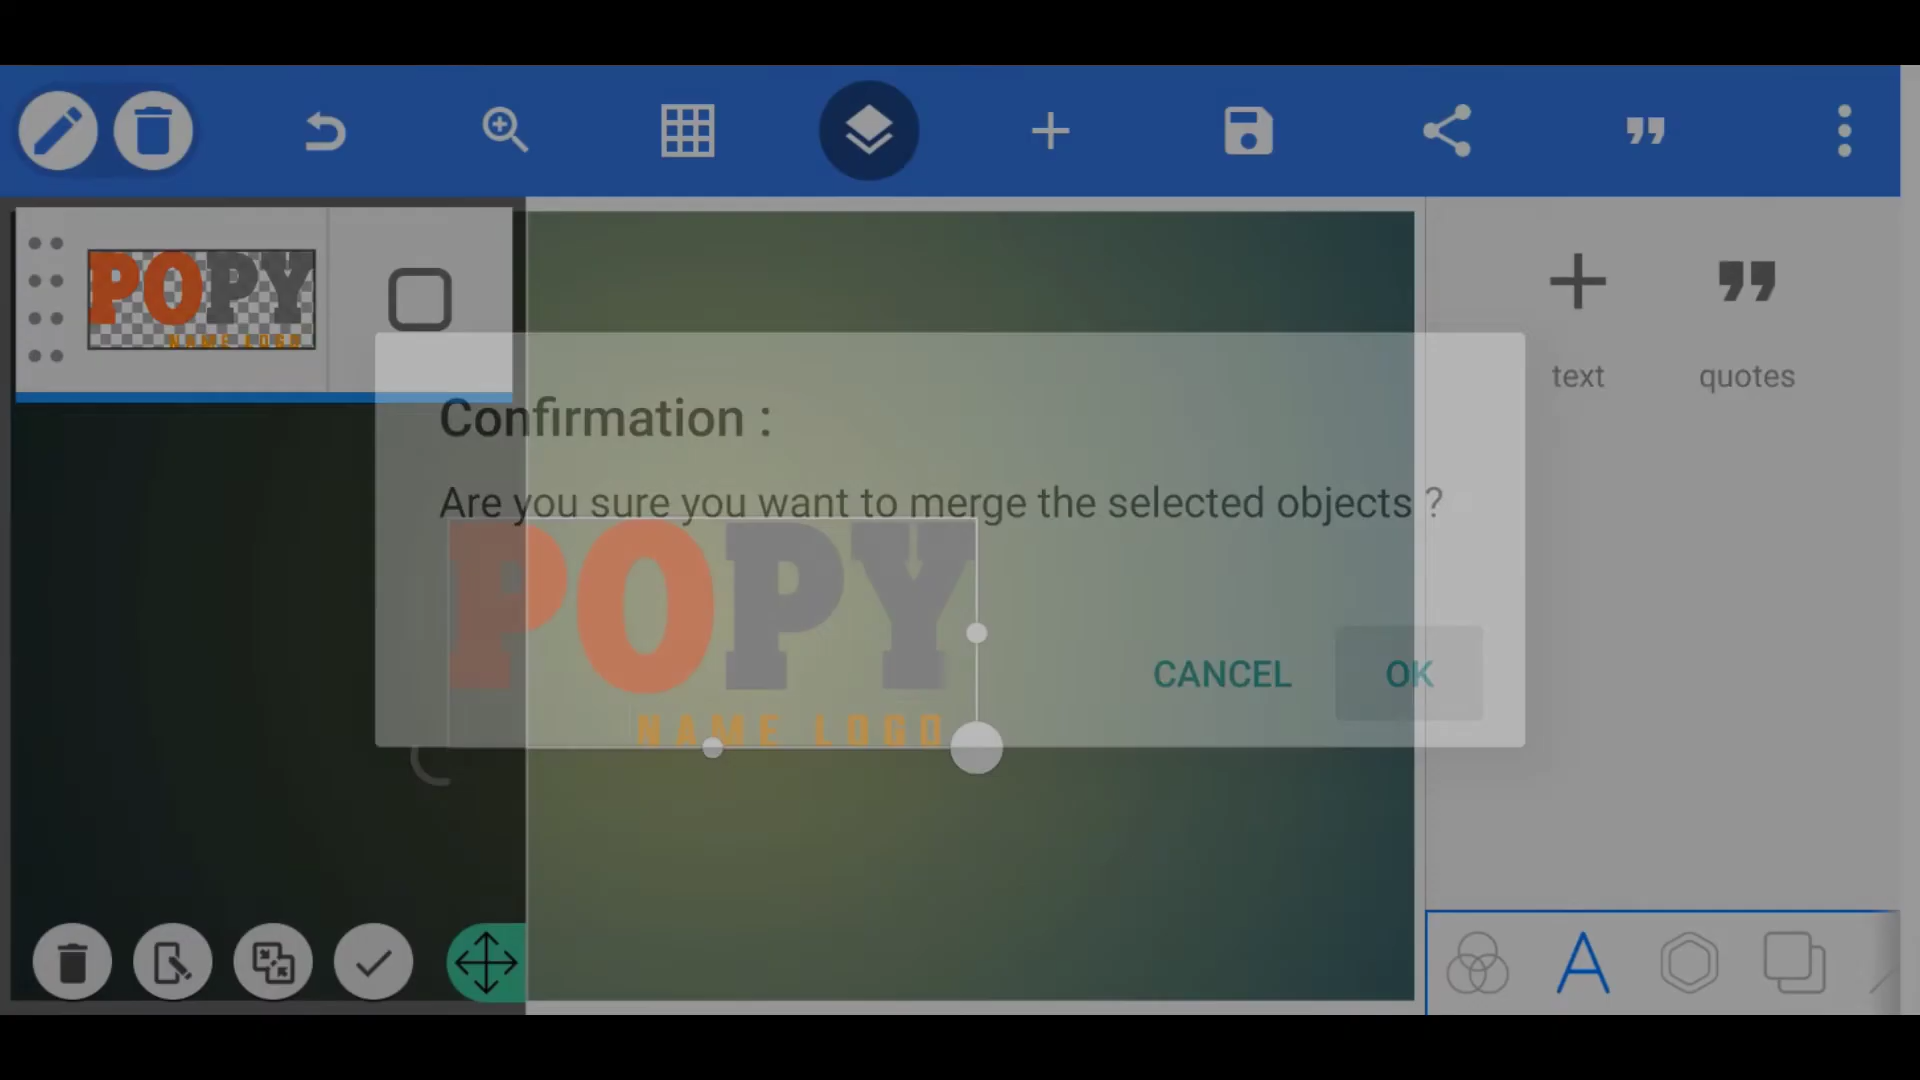 POPY
NAME LOGO
text
quotes
Confirmation :
Are you sure you want to merge the selected objects ?
POPY
NAME LOGO
CANCEL
OK